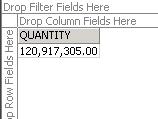 Drop Filter Fields Here
Drop Column Fields Here
QUANTITY
120,917,305.00
Drop Row Fields Here